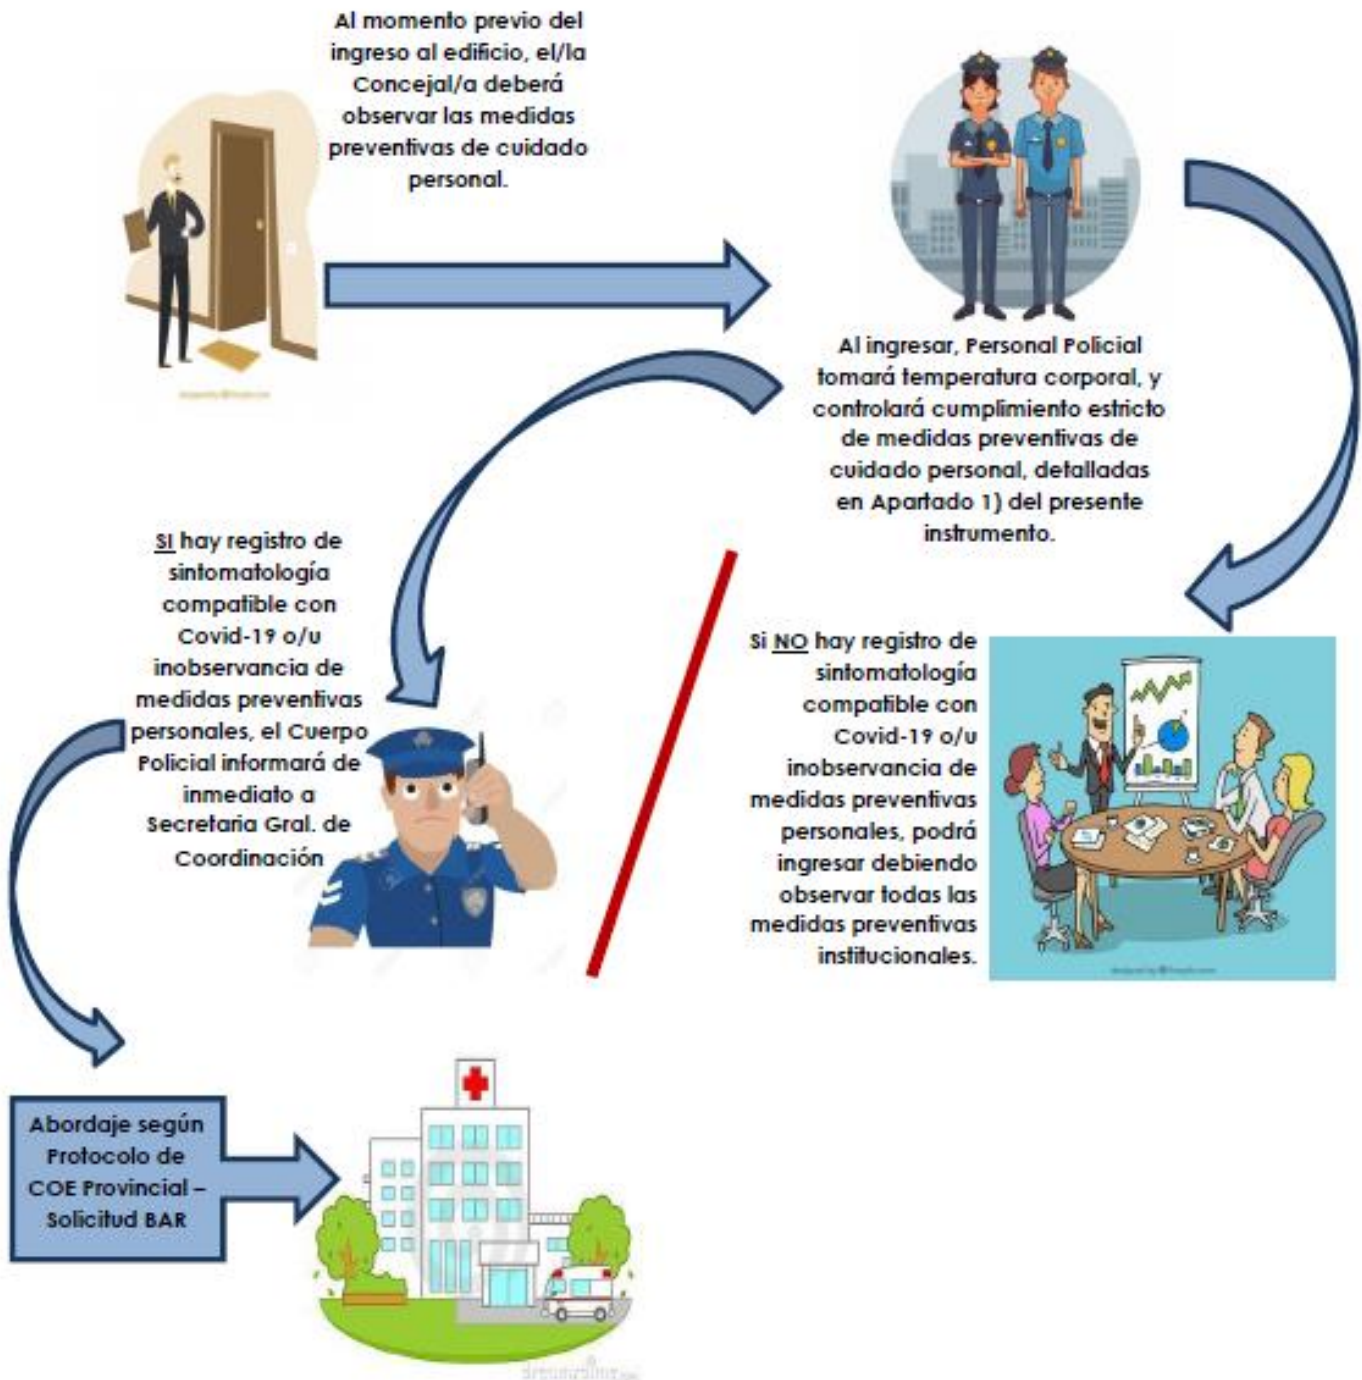 Al momento previo del
ingreso al edificio, el/la
Concejal/a deberá
observar las medidas
preventivas de cuidado
personal.
Al ingresar, Personal Policial
tomará temperatura corporal, y
controlará cumplimiento estricto
de medidas preventivas de
cuidado personal, detalladas
en Apartado 1) del presente
instrumento.
SI hay registro de
sintomatología
compatible con
Covid-19 o/u
inobservancia de
medidas preventivas
personales, el Cuerpo
Policial informará de
inmediato a
Secretaria Gral. de
Coordinación
Si NO hay registro de
sintomatología
compatible con
Covid-19 o/u
inobservancia de
medidas preventivas
personales, podrá
ingresar debiendo
observar todas las
medidas preventivas
institucionales.
Abordaje según
Protocolo de
COE Provincial –
Solicitud BAR